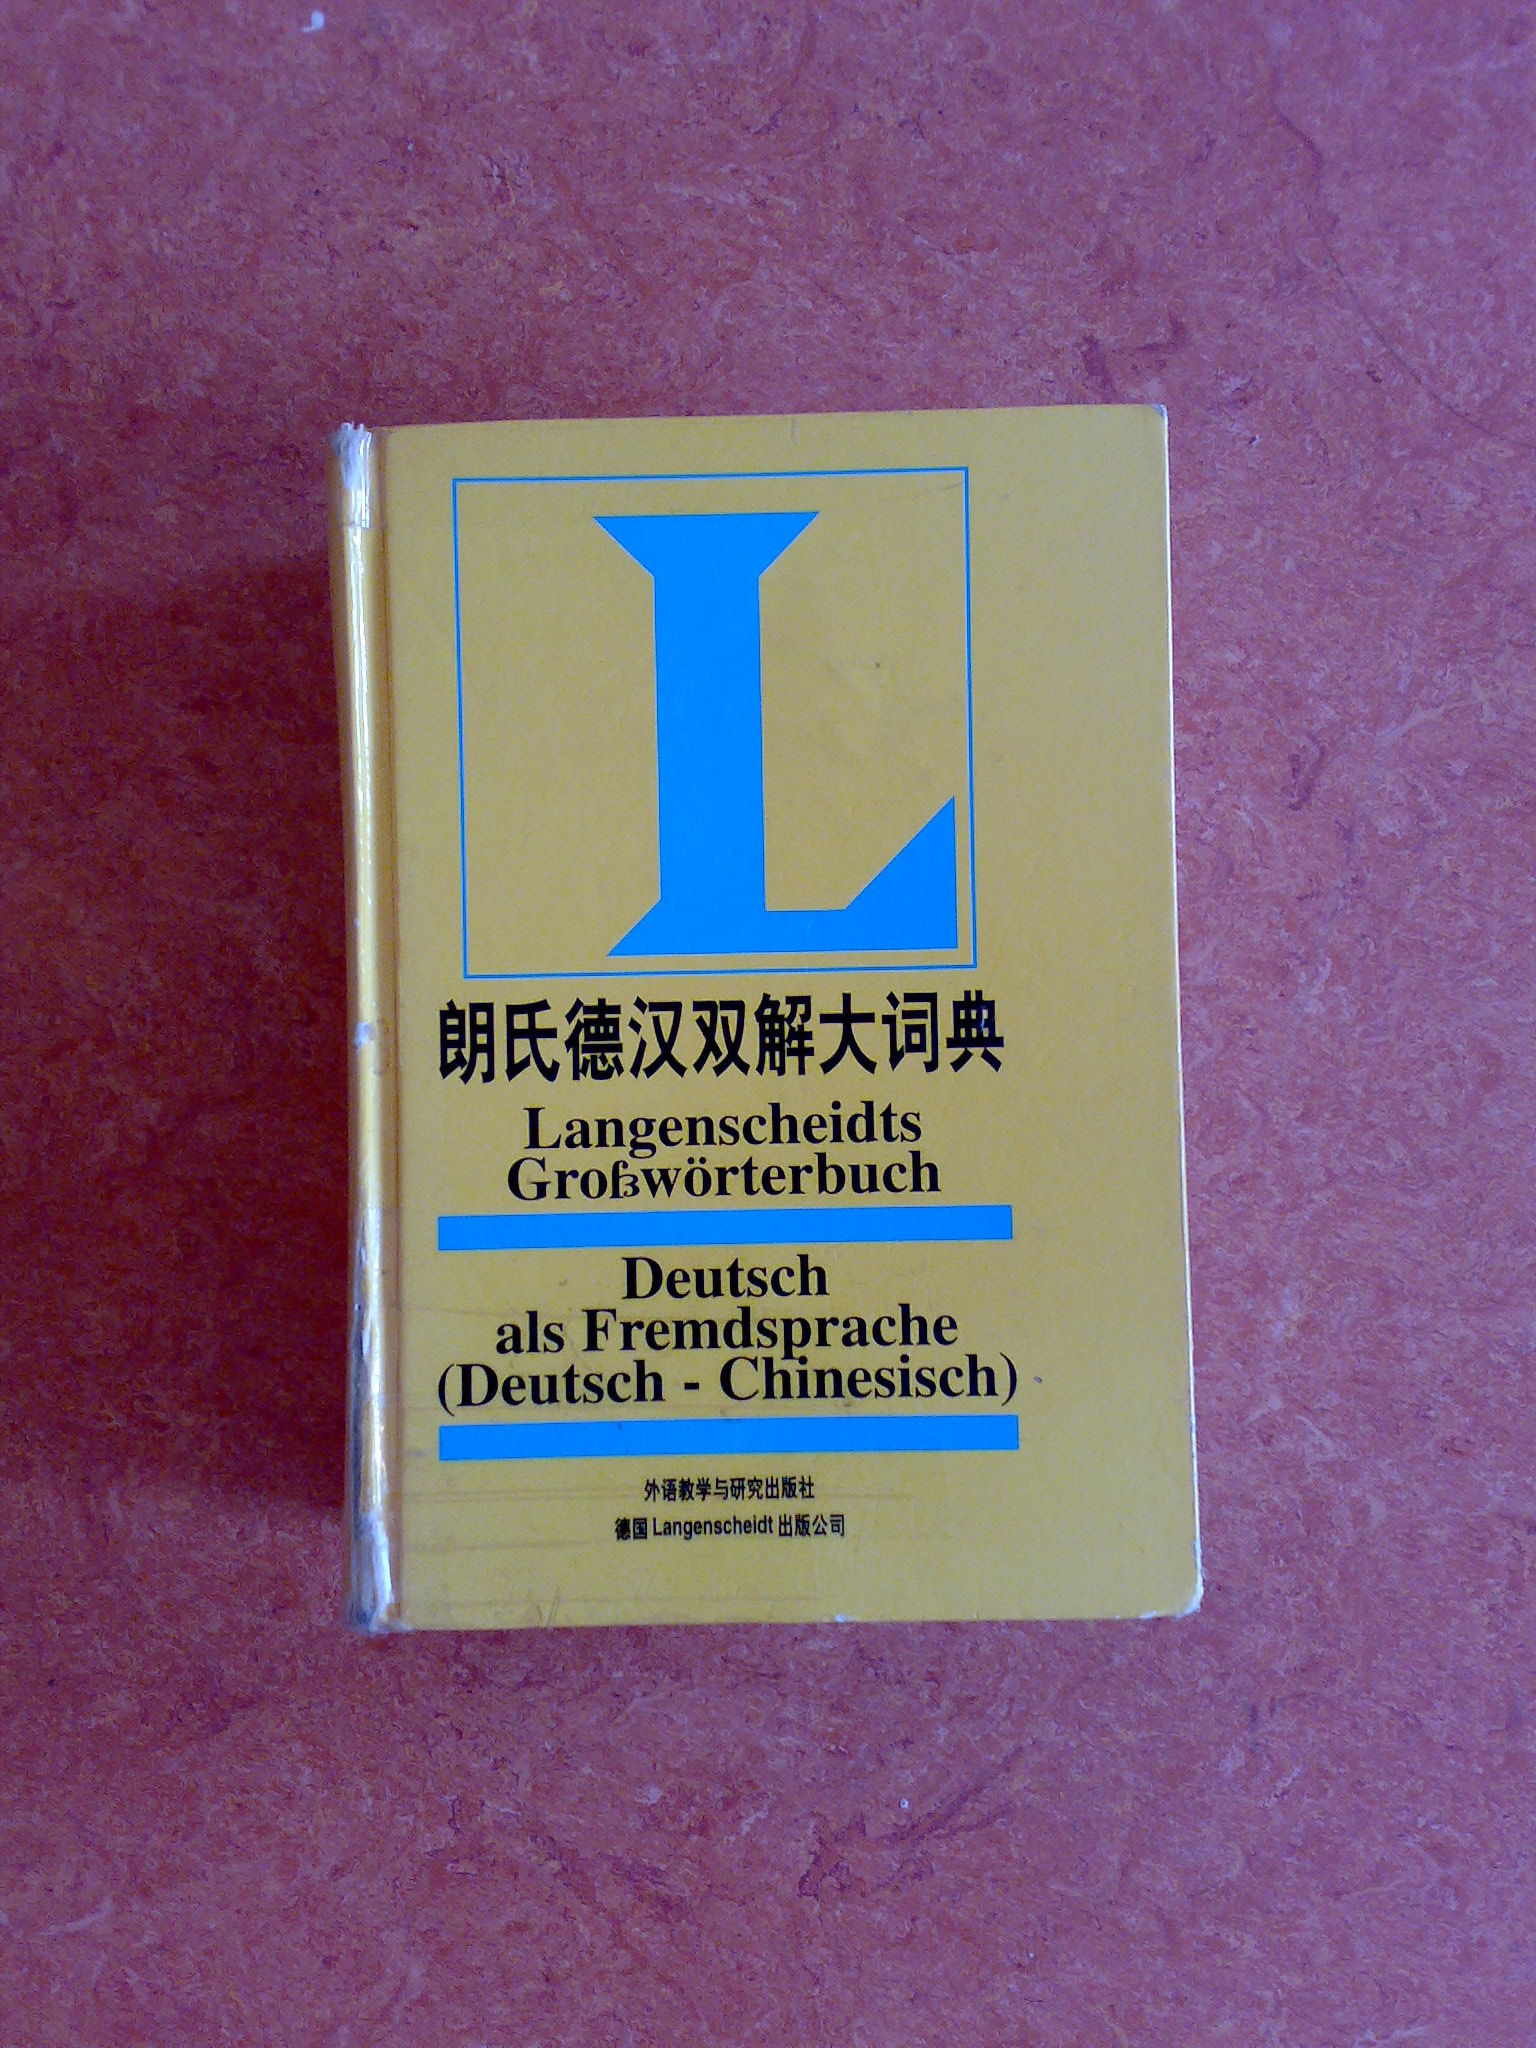 L
朗氏德汉双解大词典
Langenscheidts
Großwörterbuch
Deutsch
als Fremdsprache
(Deutsch - Chinesisch)
外语教学与研究出版社
德国 Langenscheidt 出版公司